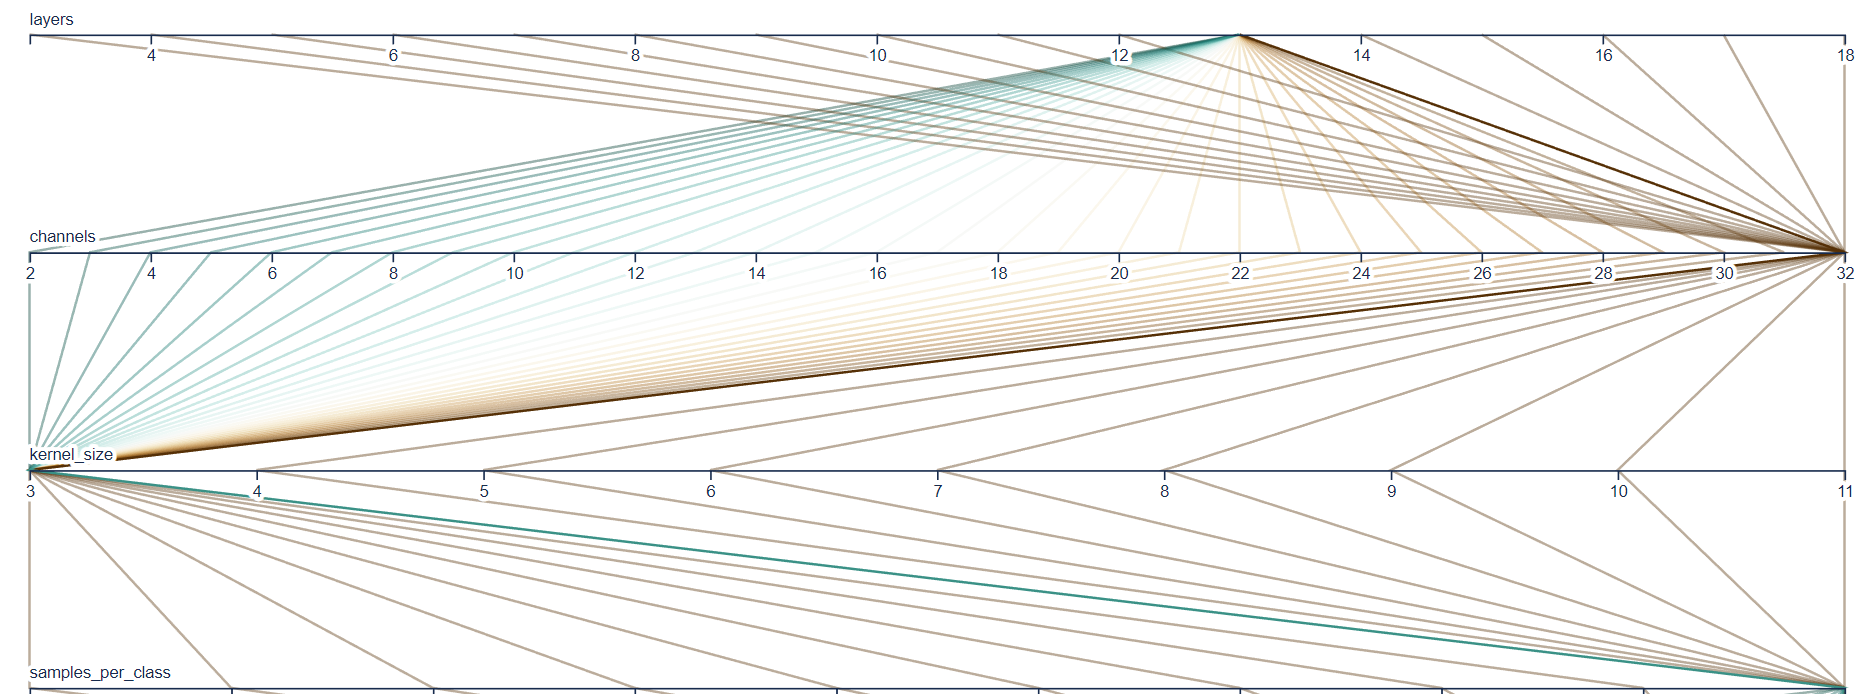 layers
4 6 8 10 12 14 16 18
channels
2 4 6 8 10 12 14 16 18 20 22 24 26 28 30 32
kernel_size
3 4 5 6 7 8 9 10 11
samples_per_class